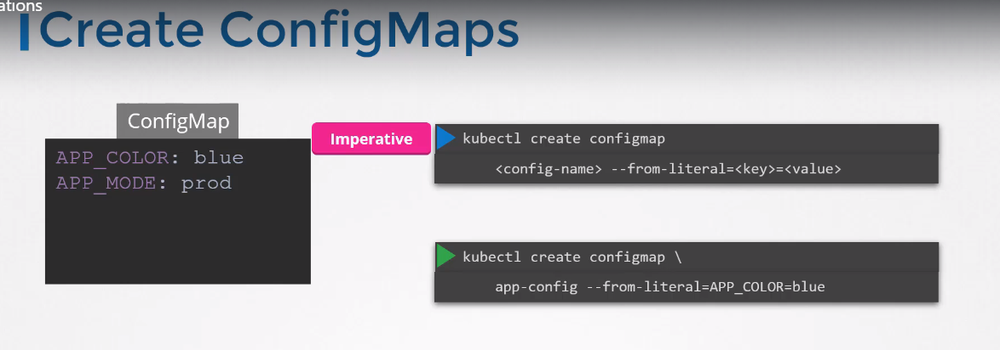 ations
Create ConfigMaps
ConfigMap
APP_COLOR: blue
APP_MODE: prod
Imperative
kubectl create configmap
<config-name> --from-literal=<key>=<value>
kubectl create configmap \
app-config --from-literal=APP_COLOR=blue